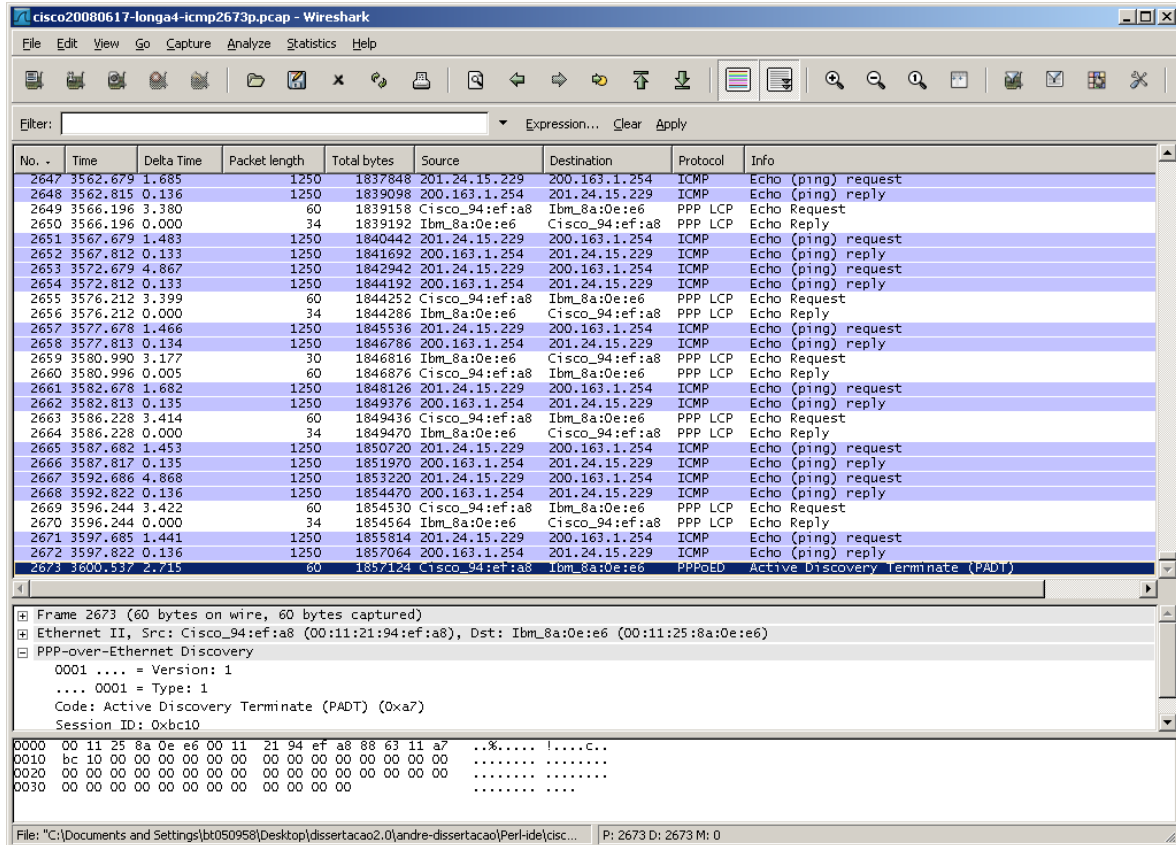 cisco20080617-longa4-icmp2673p.pcap - Wireshark
File Edit View Go Capture Analyze Statistics Help
Filter: Expression... Clear Apply
No. - Time Delta Time Packet length Total bytes Source Destination Protocol Info
2647 3562.679 1.685 1250 1837848 201.24.15.229 200.163.1.254 ICMP Echo (ping) request
2648 3562.815 0.136 1250 1839098 200.163.1.254 201.24.15.229 ICMP Echo (ping) reply
2649 3566.196 3.380 60 1839158 Cisco_94:ef:a8 Ibm_8a:0e:e6 PPP LCP Echo Request
2650 3566.196 0.000 34 1839192 Ibm_8a:0e:e6 Cisco_94:ef:a8 PPP LCP Echo Reply
2651 3567.679 1.483 1250 1840442 201.24.15.229 200.163.1.254 ICMP Echo (ping) request
2652 3567.812 0.133 1250 1841692 200.163.1.254 201.24.15.229 ICMP Echo (ping) reply
2653 3572.679 4.867 1250 1842942 201.24.15.229 200.163.1.254 ICMP Echo (ping) request
2654 3572.812 0.133 1250 1844192 200.163.1.254 201.24.15.229 ICMP Echo (ping) reply
2655 3576.212 3.399 60 1844252 Cisco_94:ef:a8 Ibm_8a:0e:e6 PPP LCP Echo Request
2656 3576.212 0.000 34 1844286 Ibm_8a:0e:e6 Cisco_94:ef:a8 PPP LCP Echo Reply
2657 3577.678 1.466 1250 1845536 201.24.15.229 200.163.1.254 ICMP Echo (ping) request
2658 3577.813 0.134 1250 1846786 200.163.1.254 201.24.15.229 ICMP Echo (ping) reply
2659 3580.990 3.177 30 1846816 Ibm_8a:0e:e6 Cisco_94:ef:a8 PPP LCP Echo Request
2660 3580.996 0.005 60 1846876 Cisco_94:ef:a8 Ibm_8a:0e:e6 PPP LCP Echo Reply
2661 3582.678 1.682 1250 1848126 201.24.15.229 200.163.1.254 ICMP Echo (ping) request
2662 3582.813 0.135 1250 1849376 200.163.1.254 201.24.15.229 ICMP Echo (ping) reply
2663 3586.228 3.414 60 1849436 Cisco_94:ef:a8 Ibm_8a:0e:e6 PPP LCP Echo Request
2664 3586.228 0.000 34 1849470 Ibm_8a:0e:e6 Cisco_94:ef:a8 PPP LCP Echo Reply
2665 3587.682 1.453 1250 1850720 201.24.15.229 200.163.1.254 ICMP Echo (ping) request
2666 3587.817 0.135 1250 1851970 200.163.1.254 201.24.15.229 ICMP Echo (ping) reply
2667 3592.686 4.868 1250 1853220 201.24.15.229 200.163.1.254 ICMP Echo (ping) request
2668 3592.822 0.136 1250 1854470 200.163.1.254 201.24.15.229 ICMP Echo (ping) reply
2669 3596.244 3.422 60 1854530 Cisco_94:ef:a8 Ibm_8a:0e:e6 PPP LCP Echo Request
2670 3596.244 0.000 34 1854564 Ibm_8a:0e:e6 Cisco_94:ef:a8 PPP LCP Echo Reply
2671 3597.685 1.441 1250 1855814 201.24.15.229 200.163.1.254 ICMP Echo (ping) request
2672 3597.822 0.136 1250 1857064 200.163.1.254 201.24.15.229 ICMP Echo (ping) reply
2673 3600.537 2.715 60 1857124 Cisco_94:ef:a8 Ibm_8a:0e:e6 PPPoED Active Discovery Terminate (PADT)
Frame 2673 (60 bytes on wire, 60 bytes captured)
Ethernet II, Src: Cisco_94:ef:a8 (00:11:21:94:ef:a8), Dst: Ibm_8a:0e:e6 (00:11:25:8a:0e:e6)
PPP-over-Ethernet Discovery
0001 .... = Version: 1
.... 0001 = Type: 1
Code: Active Discovery Terminate (PADT) (0xa7)
Session ID: 0xbc10
0000 00 11 25 8a 0e e6 00 11 21 94 ef a8 88 63 11 a7 ..%..... !....c..
0010 bc 10 00 00 00 00 00 00 00 00 00 00 00 00 00 00 ........ ........
0020 00 00 00 00 00 00 00 00 00 00 00 00 00 00 00 00 ........ ........
0030 00 00 00 00 00 00 00 00 00 00 00 00 ........ ....
File: "C:\Documents and Settings\bt050958\Desktop\dissertacao2.0\andre-dissertacao\Perl-ide\cisc... P: 2673 D: 2673 M: 0